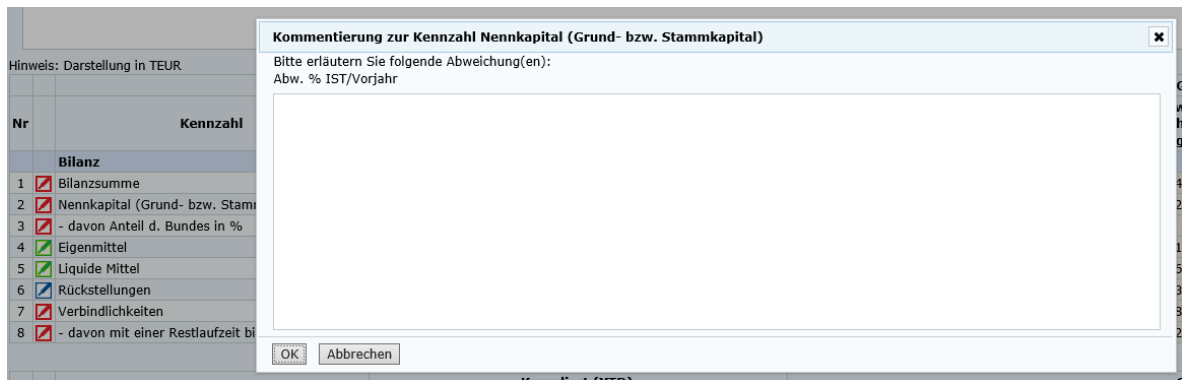 Kommentierung zur Kennzahl Nennkapital (Grund- bzw. Stammkapital)
Bitte erläutern Sie folgende Abweichung(en):
Abw. % IST/Vorjahr
Hinweis: Darstellung in TEUR
Nr Kennzahl
Bilanz
1 Bilanzsumme
2 Nennkapital (Grund- bzw.
3 - davon Anteil d. Bundes in %
4 Eigenmittel
5 Liquide Mittel
6 Rückstellungen
7 Verbindlichkeiten
8 - davon mit einer Restlaufzeit
OK Abbrechen